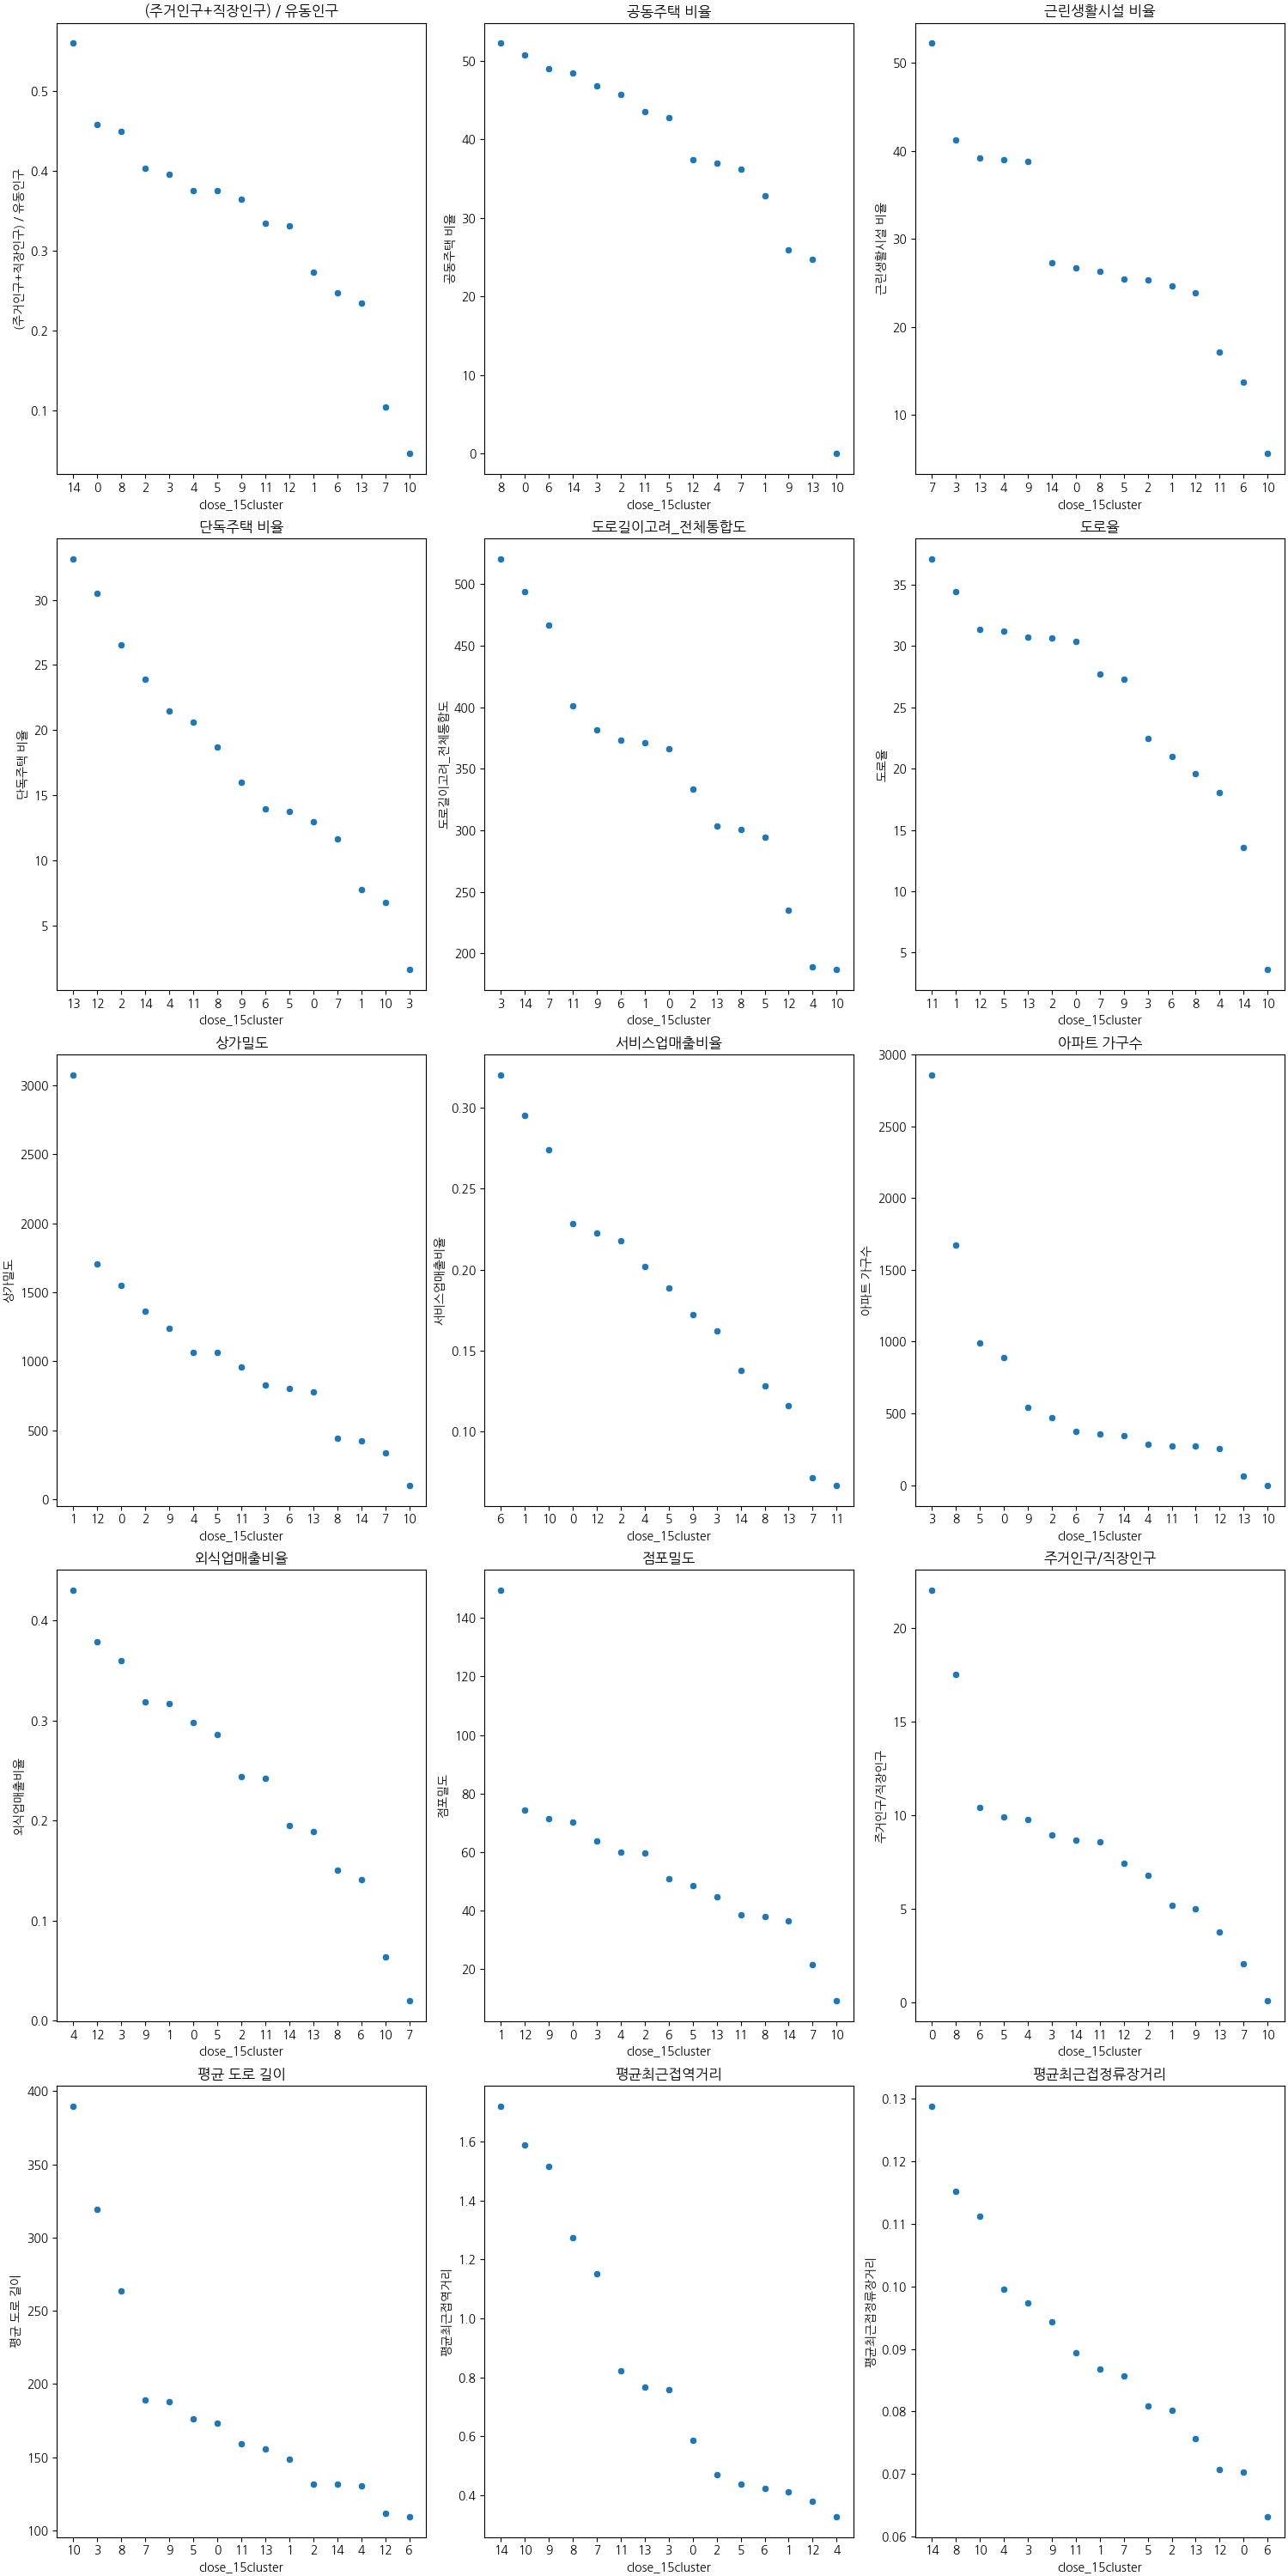 (주거인구+직장인구) / 유동인구
(주거인구+직장인구) / 유동인구
0.5
0.4
0.3
0.2
0.1
14 0 8 2 3 4 5 9 11 12 1 6 13 7 10
close_15cluster
공동주택 비율
공동주택 비율
50
40
30
20
10
0
8 0 6 14 3 2 11 5 12 4 7 1 9 13 10
close_15cluster
근린생활시설 비율
근린생활시설 비율
50
40
30
20
10
7 3 13 4 9 14 0 8 5 2 1 12 11 6 10
close_15cluster
단독주택 비율
단독주택 비율
30
25
20
15
10
5
13 12 2 14 4 11 8 9 6 5 0 7 1 10 3
close_15cluster
도로길이고려_전체통합도
도로길이고려_전체통합도
500
450
400
350
300
250
200
3 14 7 11 9 6 1 0 2 13 8 5 12 4 10
close_15cluster
도로율
도로율
35
30
25
20
15
10
5
11 1 12 5 13 2 0 7 9 3 6 8 4 14 10
close_15cluster
상가밀도
상가밀도
3000
2500
2000
1500
1000
500
0
1 12 0 2 9 4 5 11 3 6 13 8 14 7 10
close_15cluster
서비스업매출비율
서비스업매출비율
0.30
0.25
0.20
0.15
0.10
6 1 10 0 12 2 4 5 9 3 14 8 13 7 11
close_15cluster
아파트 가구수
아파트 가구수
3000
2500
2000
1500
1000
500
0
3 8 5 0 9 2 6 7 14 4 11 1 12 13 10
close_15cluster
외식업매출비율
외식업매출비율
0.4
0.3
0.2
0.1
0.0
4 12 3 9 1 0 5 2 11 14 13 8 6 10 7
close_15cluster
점포밀도
점포밀도
140
120
100
80
60
40
20
1 12 9 0 3 4 2 6 5 13 11 8 14 7 10
close_15cluster
주거인구/직장인구
주거인구/직장인구
20
15
10
5
0
0 8 6 5 4 3 14 11 12 2 1 9 13 7 10
close_15cluster
평균 도로 길이
평균 도로 길이
400
350
300
250
200
150
100
10 3 8 7 9 5 0 11 13 1 2 14 4 12 6
close_15cluster
평균최근접역거리
평균최근접역거리
1.6
1.4
1.2
1.0
0.8
0.6
0.4
14 10 9 8 7 11 13 3 0 2 5 6 1 12 4
close_15cluster
평균최근접정류장거리
평균최근접정류장거리
0.13
0.12
0.11
0.10
0.09
0.08
0.07
0.06
14 8 10 4 3 9 11 1 7 5 2 13 12 0 6
close_15cluster